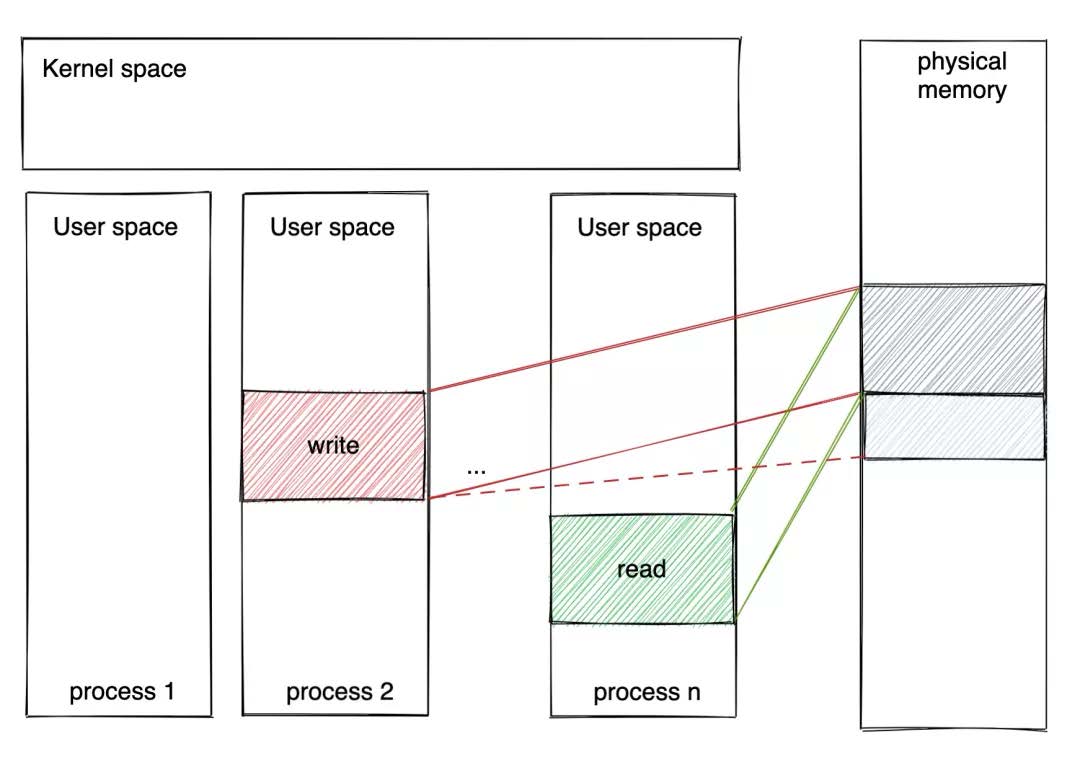 Kernel space
physical
memory
User space
User space
User space
write
...
read
process 1
process 2
process n